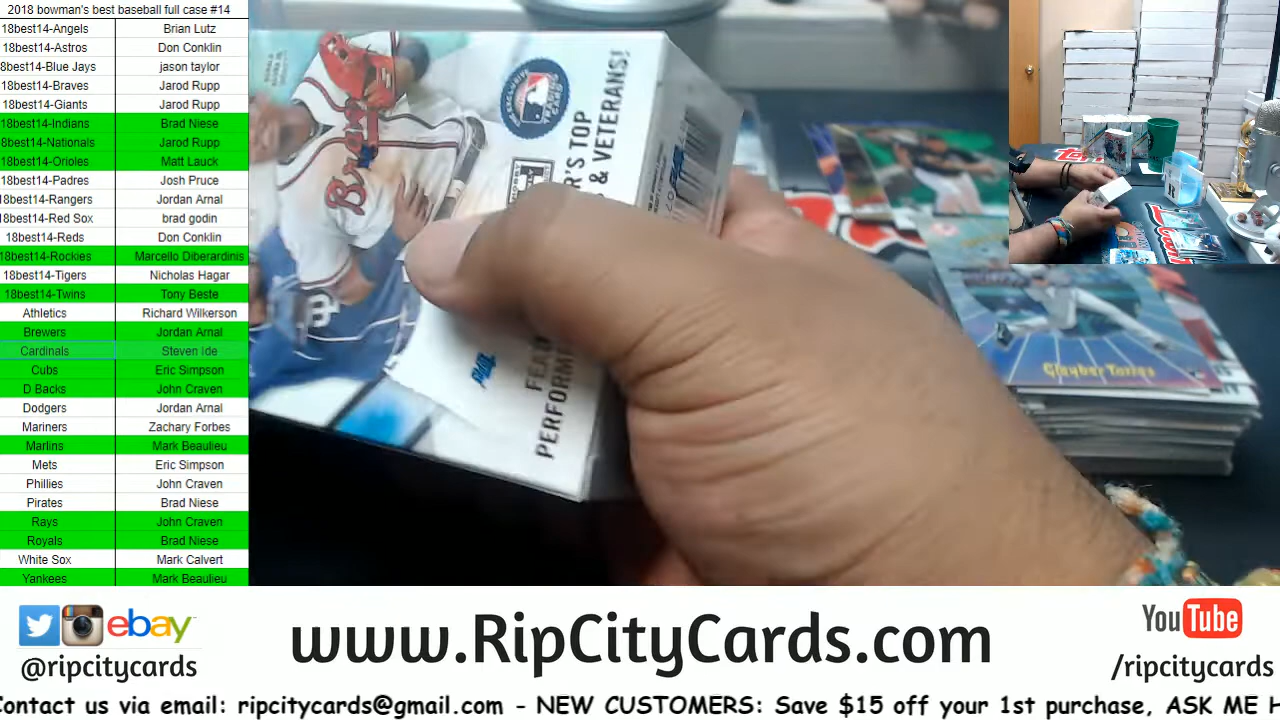 2018 bowman's best baseball full case #14
18best14-Angels Brian Lutz
18best14-Astros Don Conklin
8best14-Blue Jays jason taylor
18best14-Braves Jarod Rupp
18best14-Giants Jarod Rupp
18best14-Indians Brad Niese
8best14-Nationals Jarod Rupp
18best14-Orioles Matt Lauck
18best14-Padres Josh Pruce
18best14-Rangers Jordan Arnal
18best14-Red Sox brad godin
18best14-Reds Don Conklin
18best14-Rockies Marcello Diberardinis
18best14-Tigers Nicholas Hagar
18best14-Twins Tony Beste
Athletics Richard Wilkerson
Brewers Jordan Arnal
Cardinals Steven Ide
Cubs Eric Simpson
D Backs John Craven
Dodgers Jordan Arnal
Mariners Zachary Forbes
Marlins Mark Beaulieu
Mets Eric Simpson
Phillies John Craven
Pirates Brad Niese
Rays John Craven
Royals Brad Niese
White Sox Mark Calvert
Yankees Mark Beaulieu
R'S TOP
& VETERANS!
FEA
PERFORM
Braves
Gleyber Torres
ebay
@ripcitycards
www.RipCityCards.com
YouTube
/ripcitycards
Contact us via email: ripcitycards@gmail.com - NEW CUSTOMERS: Save $15 off your 1st purchase, ASK ME H